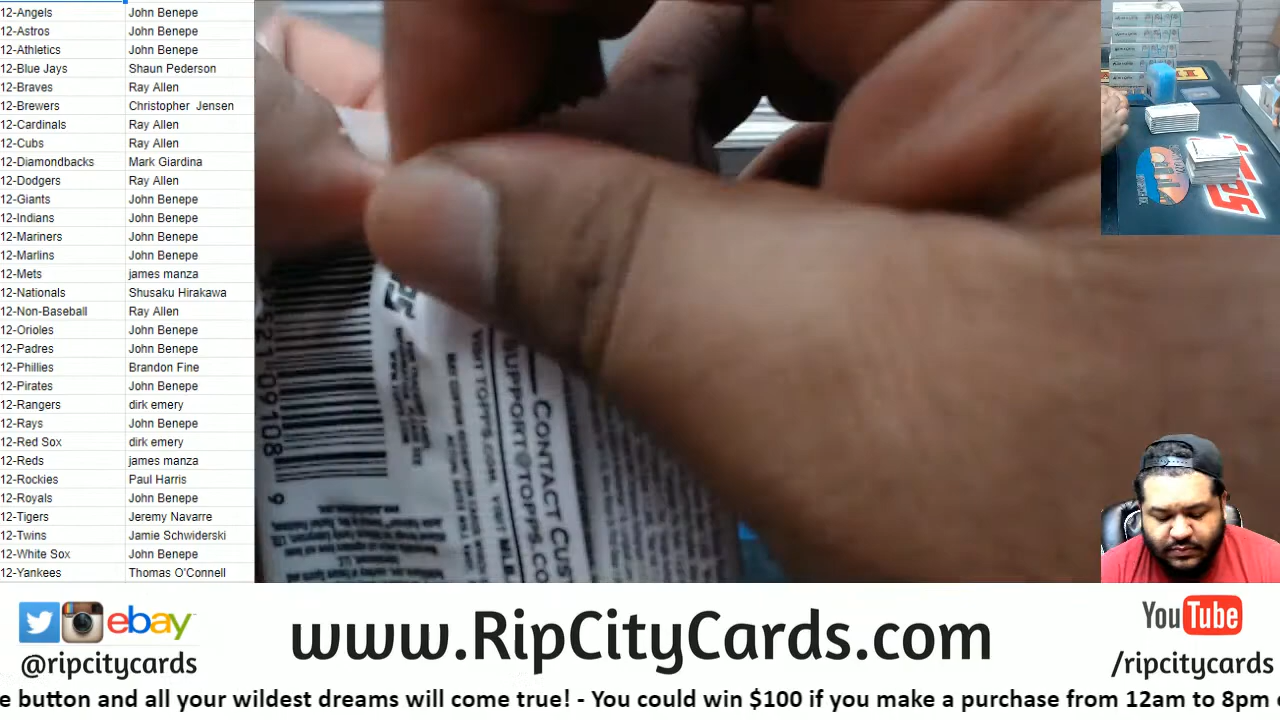 12-Angels John Benepe
12-Astros John Benepe
12-Athletics John Benepe
12-Blue Jays Shaun Pederson
12-Braves Ray Allen
12-Brewers Christopher Jensen
12-Cardinals Ray Allen
12-Cubs Ray Allen
12-Diamondbacks Mark Giardina
12-Dodgers Ray Allen
12-Giants John Benepe
12-Indians John Benepe
12-Mariners John Benepe
12-Marlins John Benepe
12-Mets james manza
12-Nationals Shusaku Hirakawa
12-Non-Baseball Ray Allen
12-Orioles John Benepe
12-Padres John Benepe
12-Phillies Brandon Fine
12-Pirates John Benepe
12-Rangers dirk emery
12-Rays John Benepe
12-Red Sox dirk emery
12-Reds james manza
12-Rockies Paul Harris
12-Royals John Benepe
12-Tigers Jeremy Navarre
12-Twins Jamie Schwiderski
12-White Sox John Benepe
12-Yankees Thomas O'Connell
CONTACT CUST
SUPPORT@TOPPS.CO
VISIT TOPPS
09108 9
ebay
@ripcitycards
www.RipCityCards.com
YouTube
/ripcitycards
e button and all your wildest dreams will come true! - You could win $100 if you make a purchase from 12am to 8pm